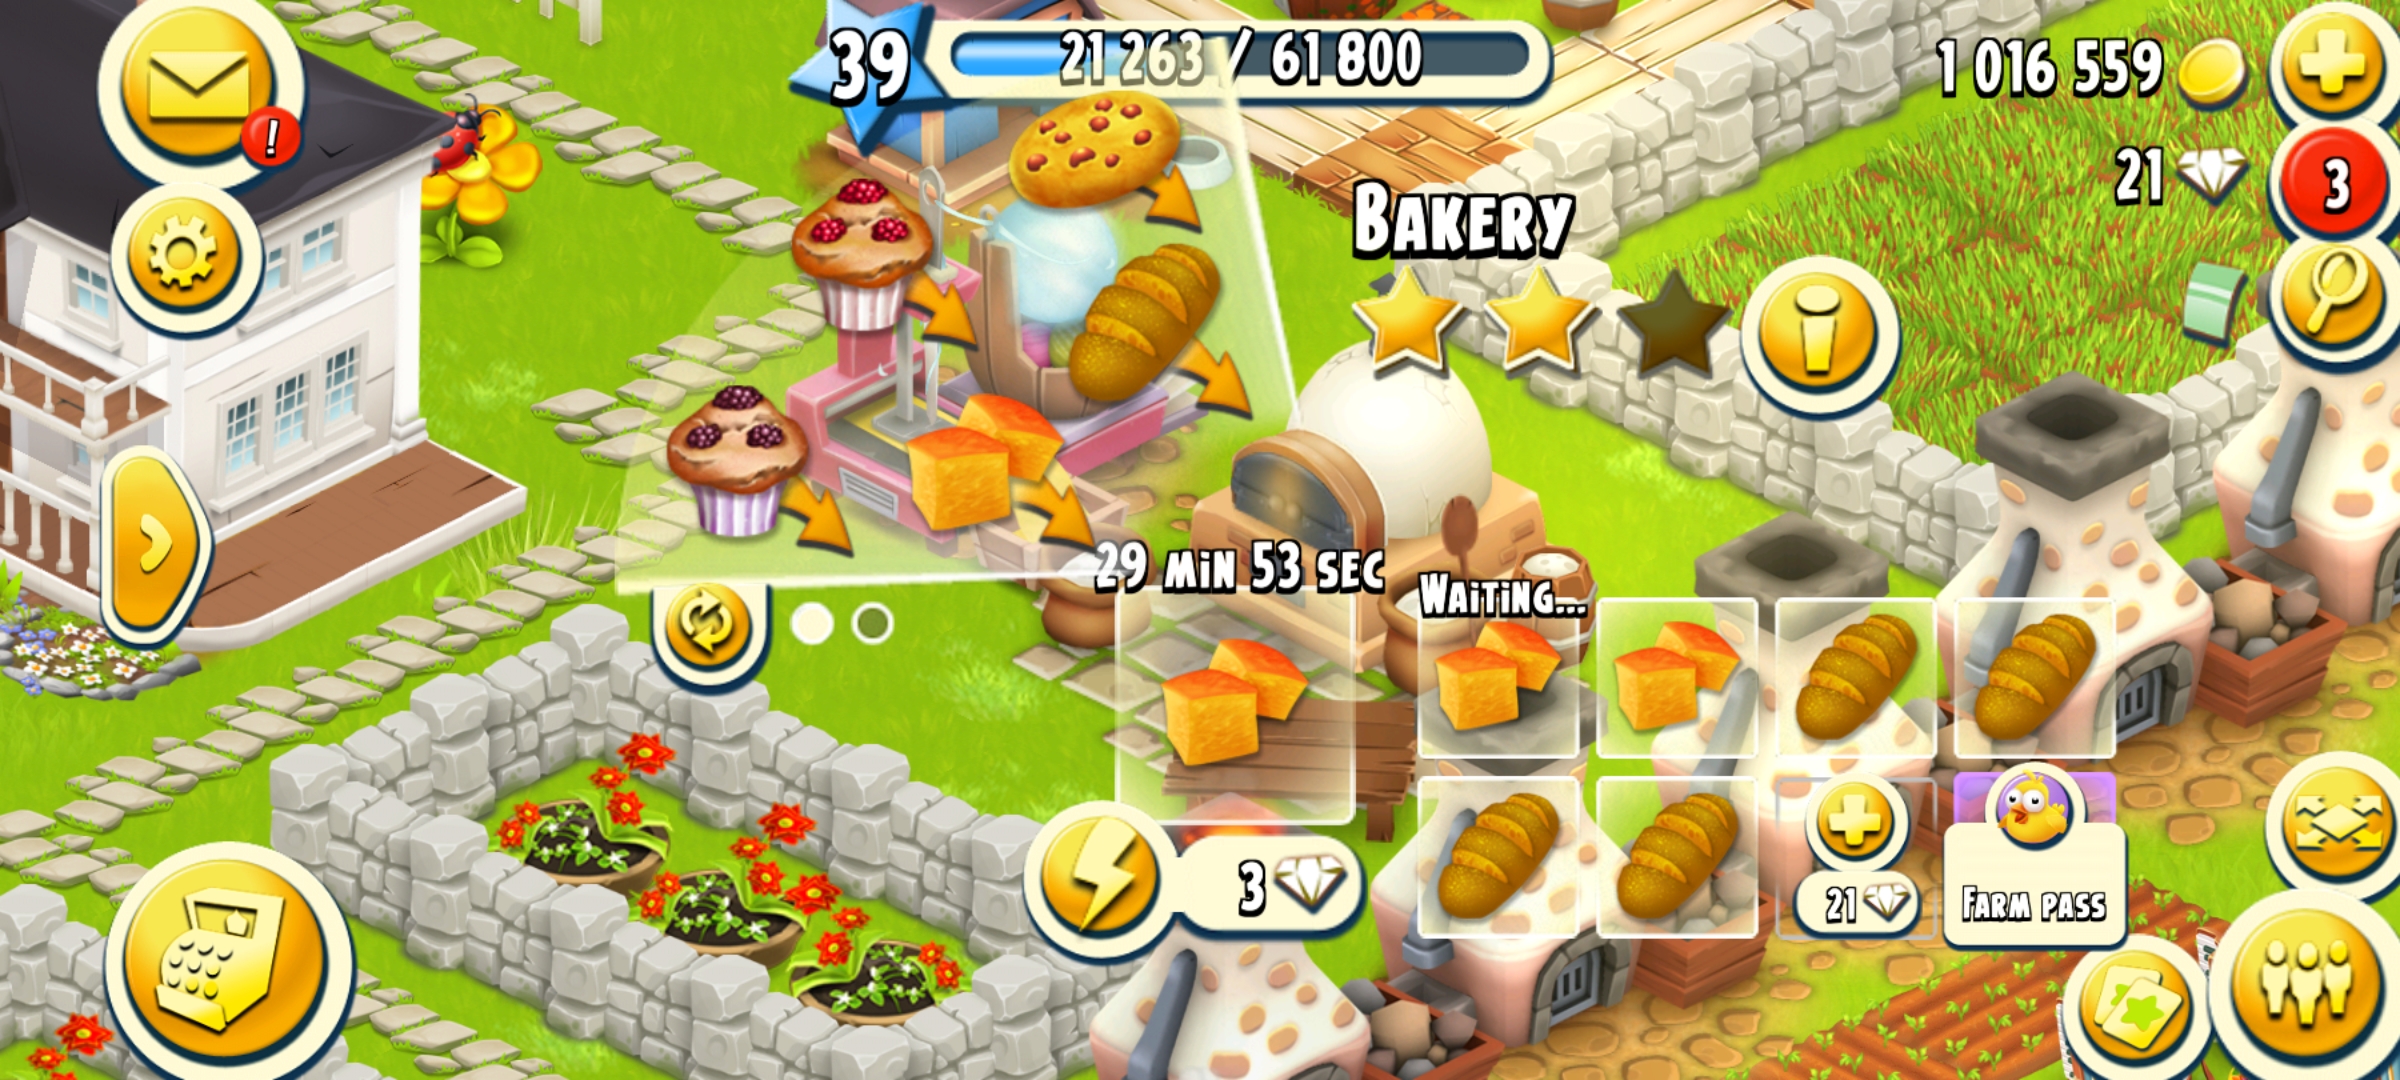 39
21 263 / 61 800
1 016 559
!
21
3
BAKERY
29 MIN 53 SEC
WAITING...
3
21
FARM PASS